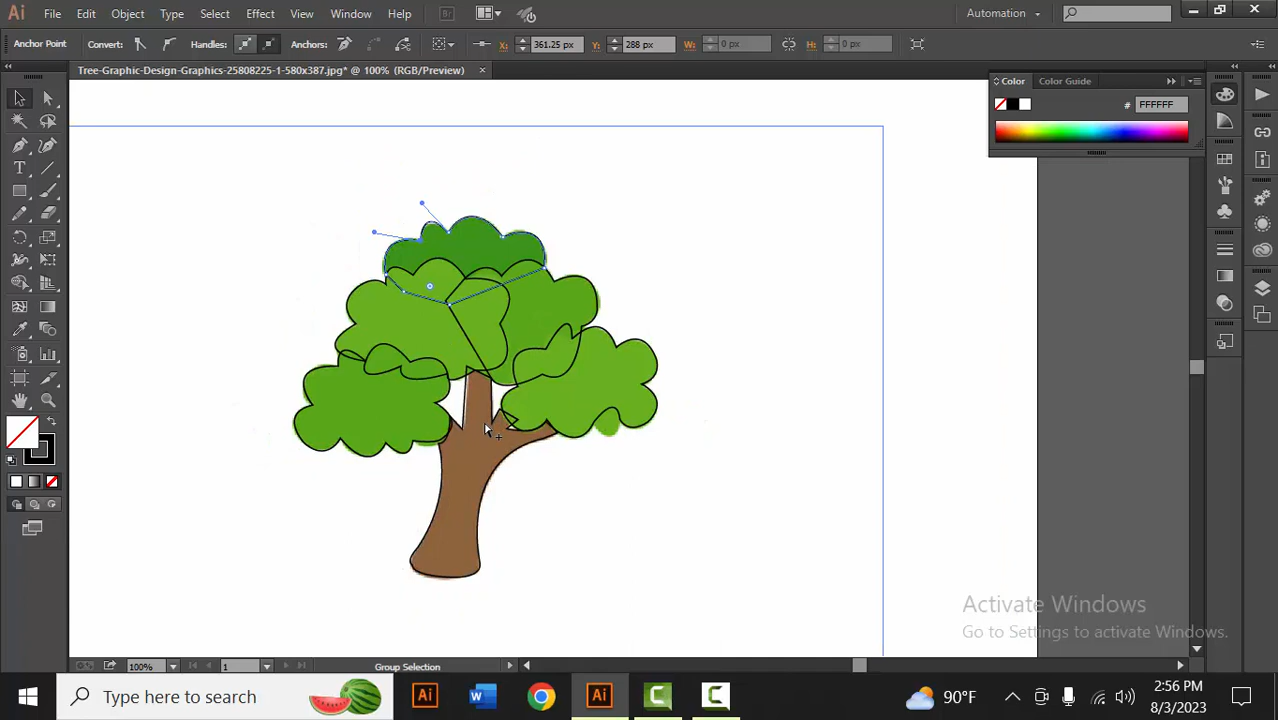 Ai File Edit Object Type Select Effect View Window Help Br Automation
Anchor Point Convert: Handles: Anchors: X: 361.25 px Y: 288 px W: 0 px H: 0 px
Tree-Graphic-Design-Graphics-25808225-1-580x387.jpg* @ 100% (RGB/Preview)
Color Color Guide
# FFFFFF
T
Activate Windows
Go to Settings to activate Windows.
100% 1 Group Selection
Type here to search Ai W Ai C C 90°F 2:56 PM
8/3/2023